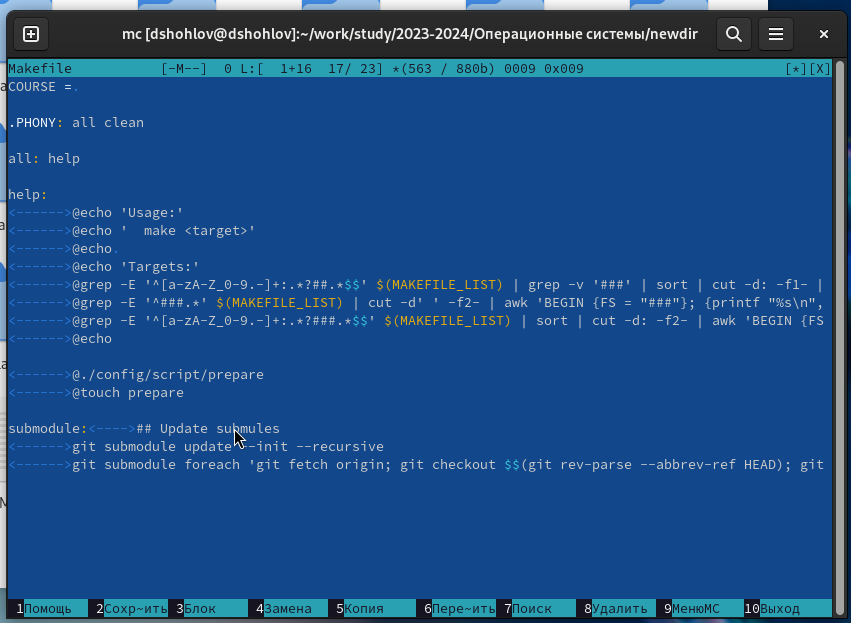 mc [dshohlov@dshohlov]:~/work/study/2023-2024/Операционные системы/newdir
Makefile [-M--] 0 L:[ 1+16 17/ 23] *(563 / 880b) 0009 0x009 [*][X]
COURSE =.
.PHONY: all clean
all: help
help:
<------>@echo 'Usage:'
<------>@echo '  make <target>'
<------>@echo.
<------>@echo 'Targets:'
<------>@grep -E '^[a-zA-Z_0-9.-]+:.*?##.*$$' $(MAKEFILE_LIST) | grep -v '###' | sort | cut -d: -f1- |
<------>@grep -E '^###.*' $(MAKEFILE_LIST) | cut -d' ' -f2- | awk 'BEGIN {FS = "###"}; {printf "%s\n",
<------>@grep -E '^[a-zA-Z_0-9.-]+:.*?###.*$$' $(MAKEFILE_LIST) | sort | cut -d: -f2- | awk 'BEGIN {FS
<------>@echo
<------>@./config/script/prepare
<------>@touch prepare
submodule:<---->## Update submules
<------>git submodule update --init --recursive
<------>git submodule foreach 'git fetch origin; git checkout $$(git rev-parse --abbrev-ref HEAD); git
1Помощь 2Сохр~ить 3Блок 4Замена 5Копия 6Пере~ить 7Поиск 8Удалить 9МенюMC 10Выход